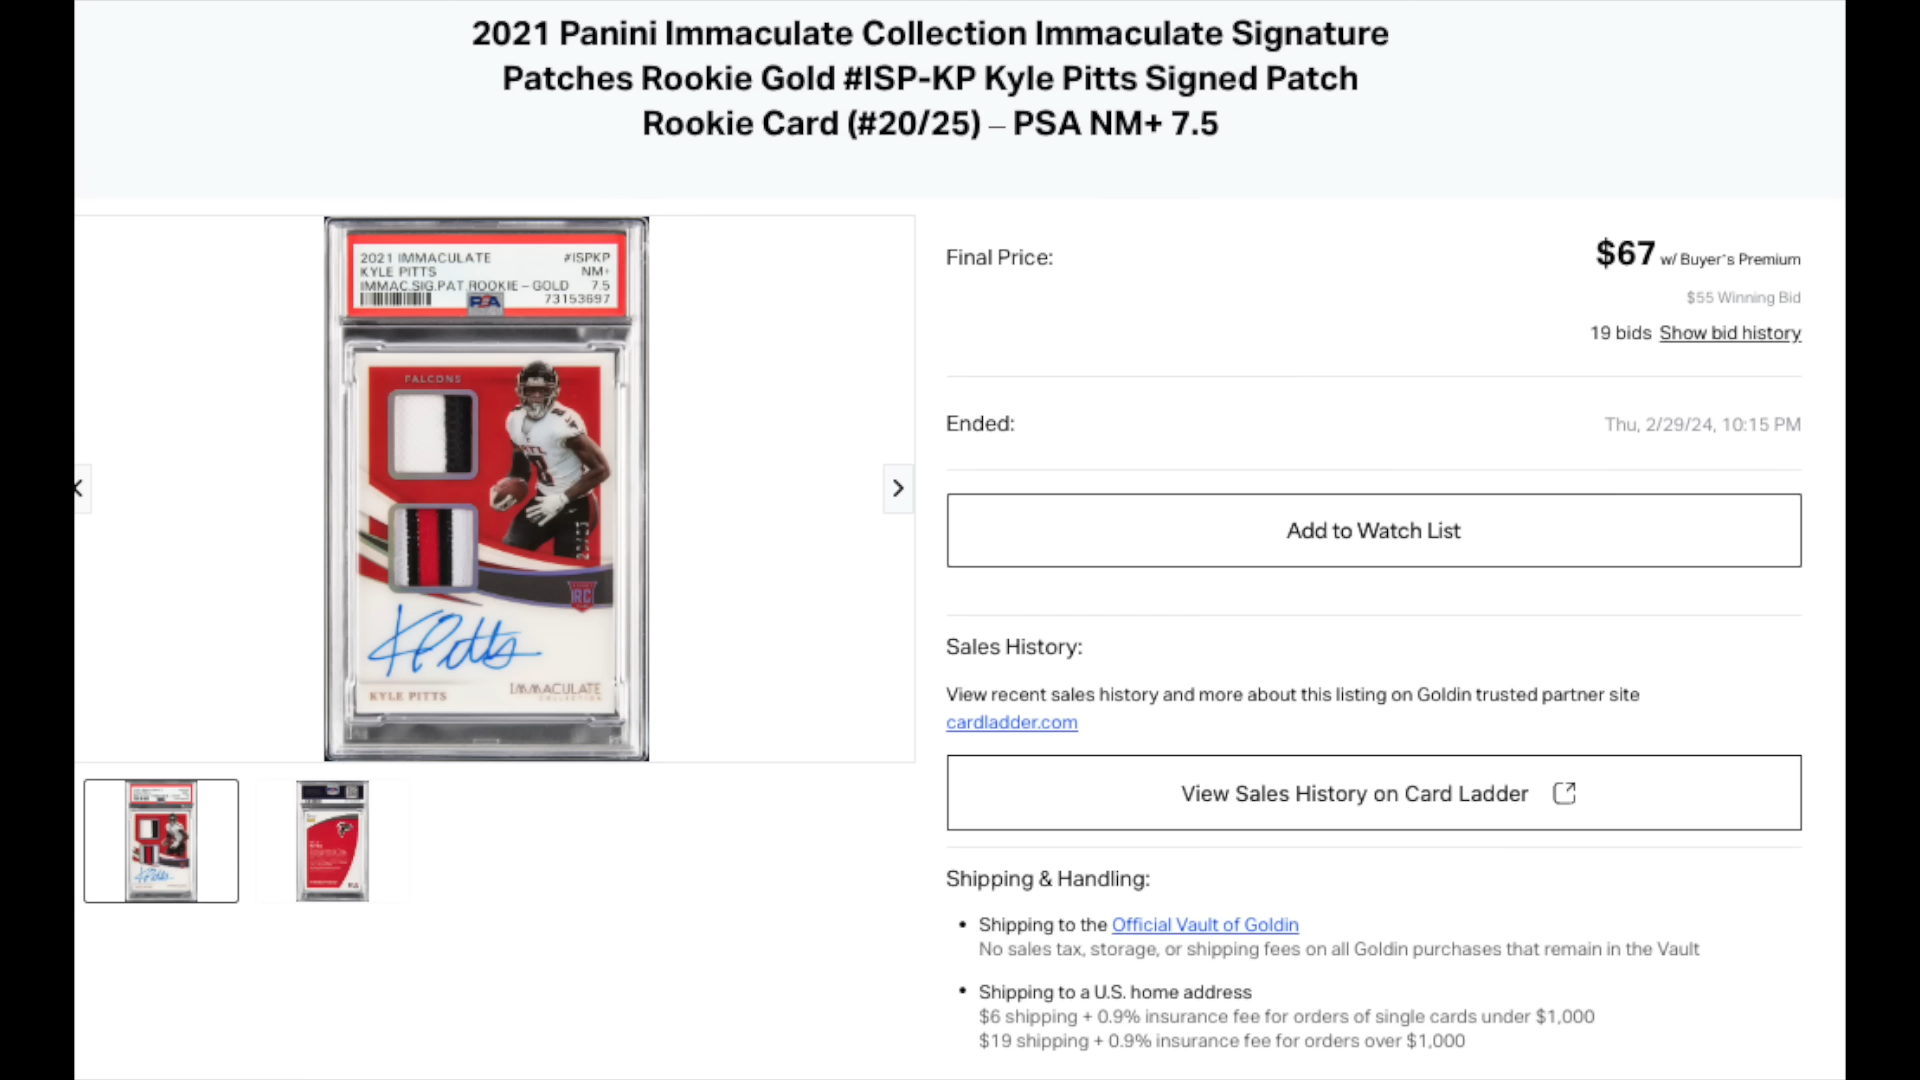 2021 Panini Immaculate Collection Immaculate Signature
Patches Rookie Gold #ISP-KP Kyle Pitts Signed Patch
Rookie Card (#20/25) – PSA NM+ 7.5
2021 IMMACULATE #ISPKP
KYLE PITTS NM+
IMMAC.SIG.PAT.ROOKIE – GOLD 7.5
PSA 73153697
FALCONS
RC
K Pitts
KYLE PITTS IMMACULATE
COLLECTION
Final Price:
$67 w/ Buyer's Premium
$55 Winning Bid
19 bids Show bid history
Ended:
Thu, 2/29/24, 10:15 PM
Add to Watch List
Sales History:
View recent sales history and more about this listing on Goldin trusted partner site
cardladder.com
View Sales History on Card Ladder
Shipping & Handling:
• Shipping to the Official Vault of Goldin
No sales tax, storage, or shipping fees on all Goldin purchases that remain in the Vault
• Shipping to a U.S. home address
$6 shipping + 0.9% insurance fee for orders of single cards under $1,000
$19 shipping + 0.9% insurance fee for orders over $1,000